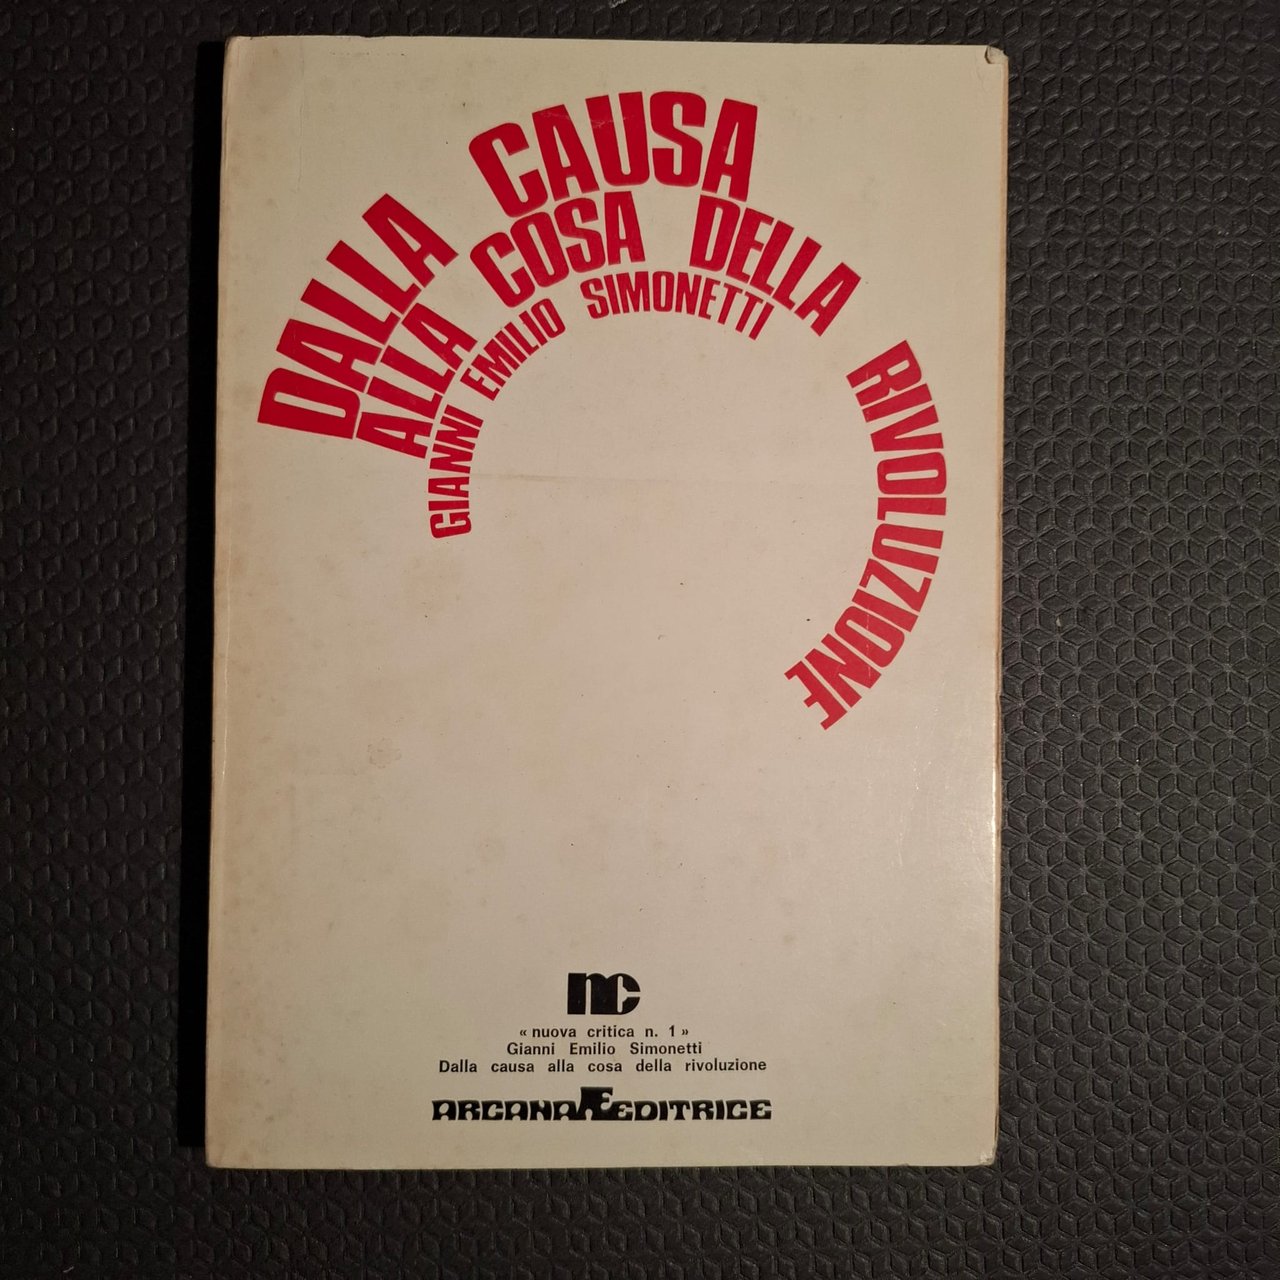 DALLA CAUSA
ALLA COSA DELLA RIVOLUZIONE
GIANNI EMILIO SIMONETTI
nc
« nuova critica n. 1 »
Gianni Emilio Simonetti
Dalla causa alla cosa della rivoluzione
ARCANA Æ EDITRICE